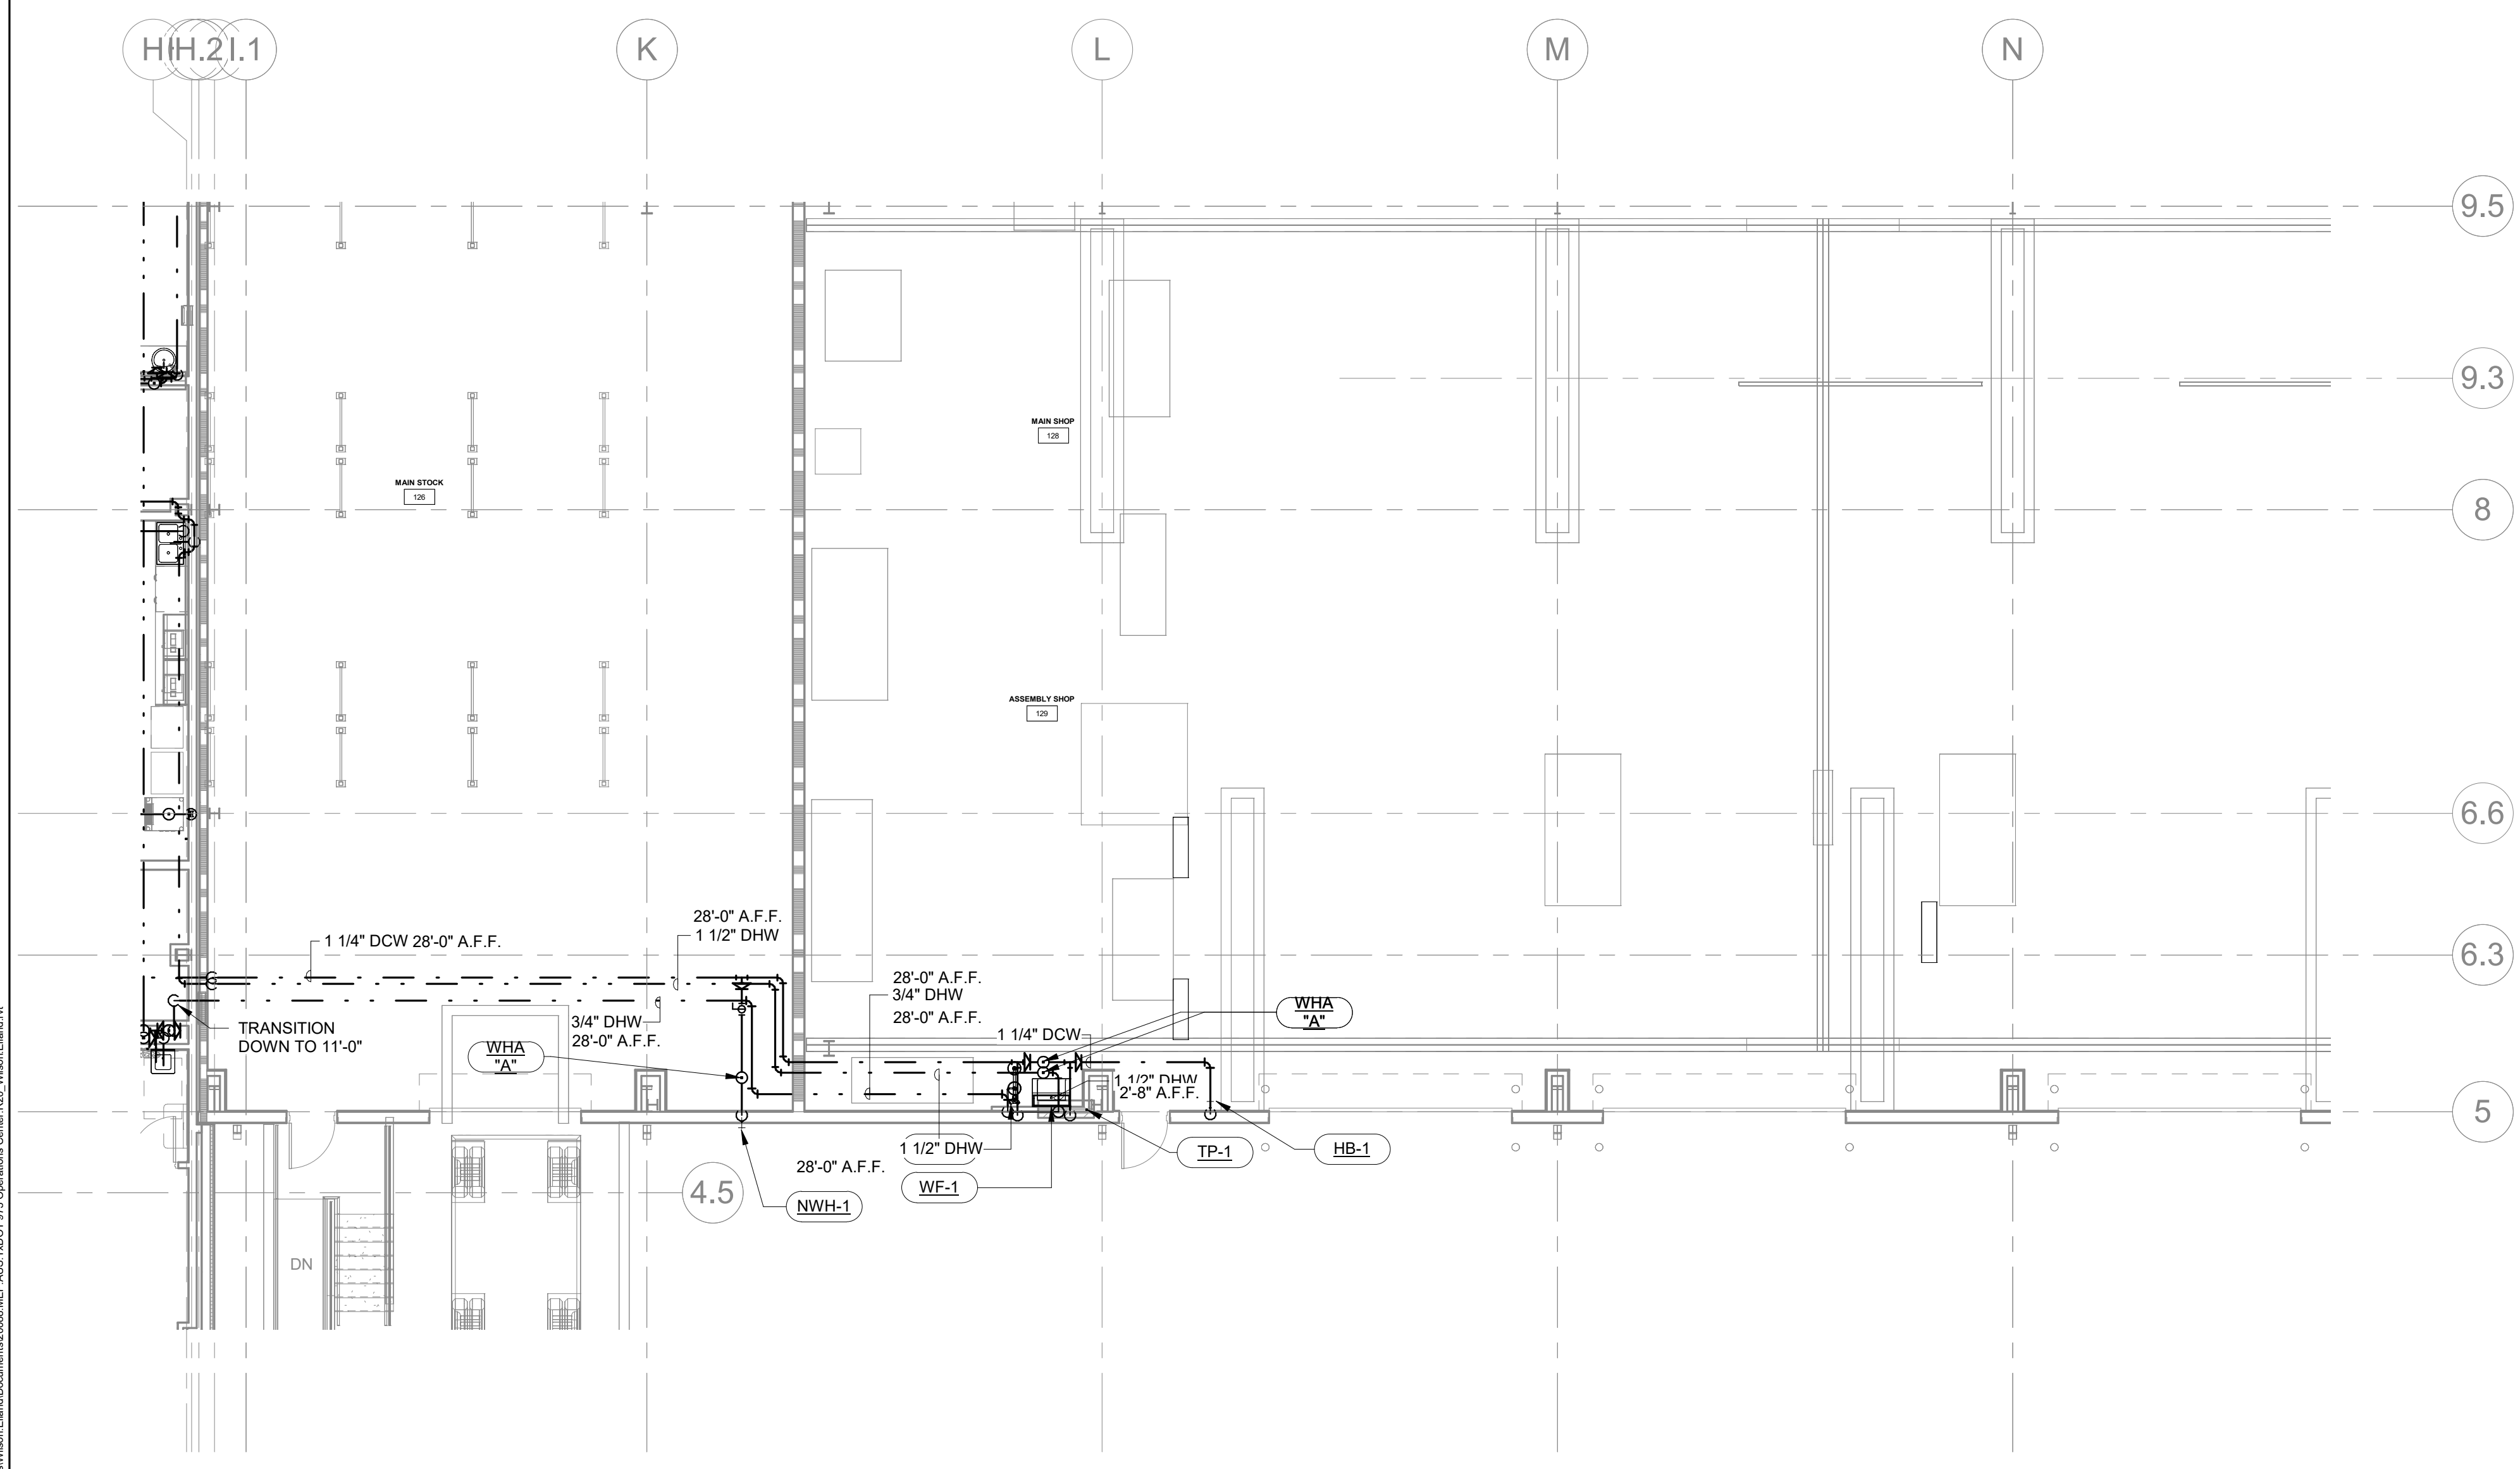 H
H.2
I.1
K
L
M
N
9.5
9.3
MAIN SHOP
128
MAIN STOCK
126
8
ASSEMBLY SHOP
129
6.6
28'-0" A.F.F.
1 1/2" DHW
1 1/4" DCW 28'-0" A.F.F.
6.3
28'-0" A.F.F.
3/4" DHW
28'-0" A.F.F.
WHA
"A"
3/4" DHW
28'-0" A.F.F.
TRANSITION
DOWN TO 11'-0"
1 1/4" DCW
WHA
"A"
1 1/2" DHW
2'-8" A.F.F.
5
1 1/2" DHW
TP-1
HB-1
28'-0" A.F.F.
WF-1
4.5
NWH-1
DN